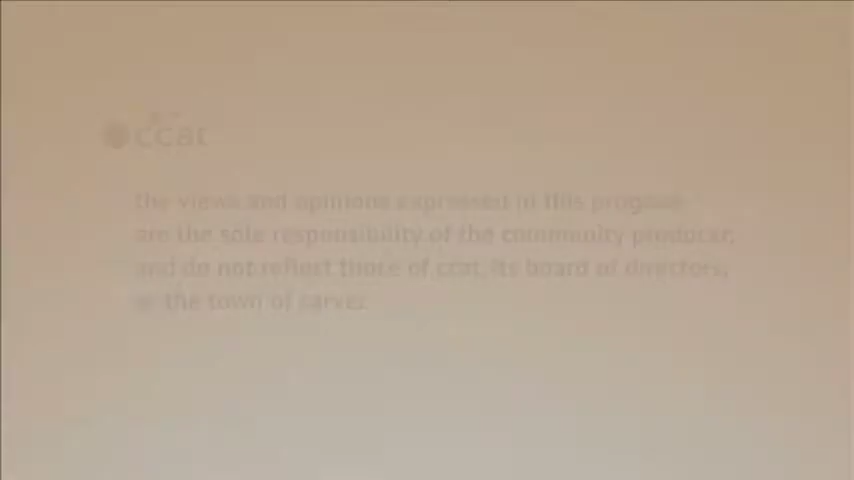 ccat
the views and opinions expressed in this program
are the sole responsibility of the community producer,
and do not reflect those of ccat, its board of directors,
or the town of carver